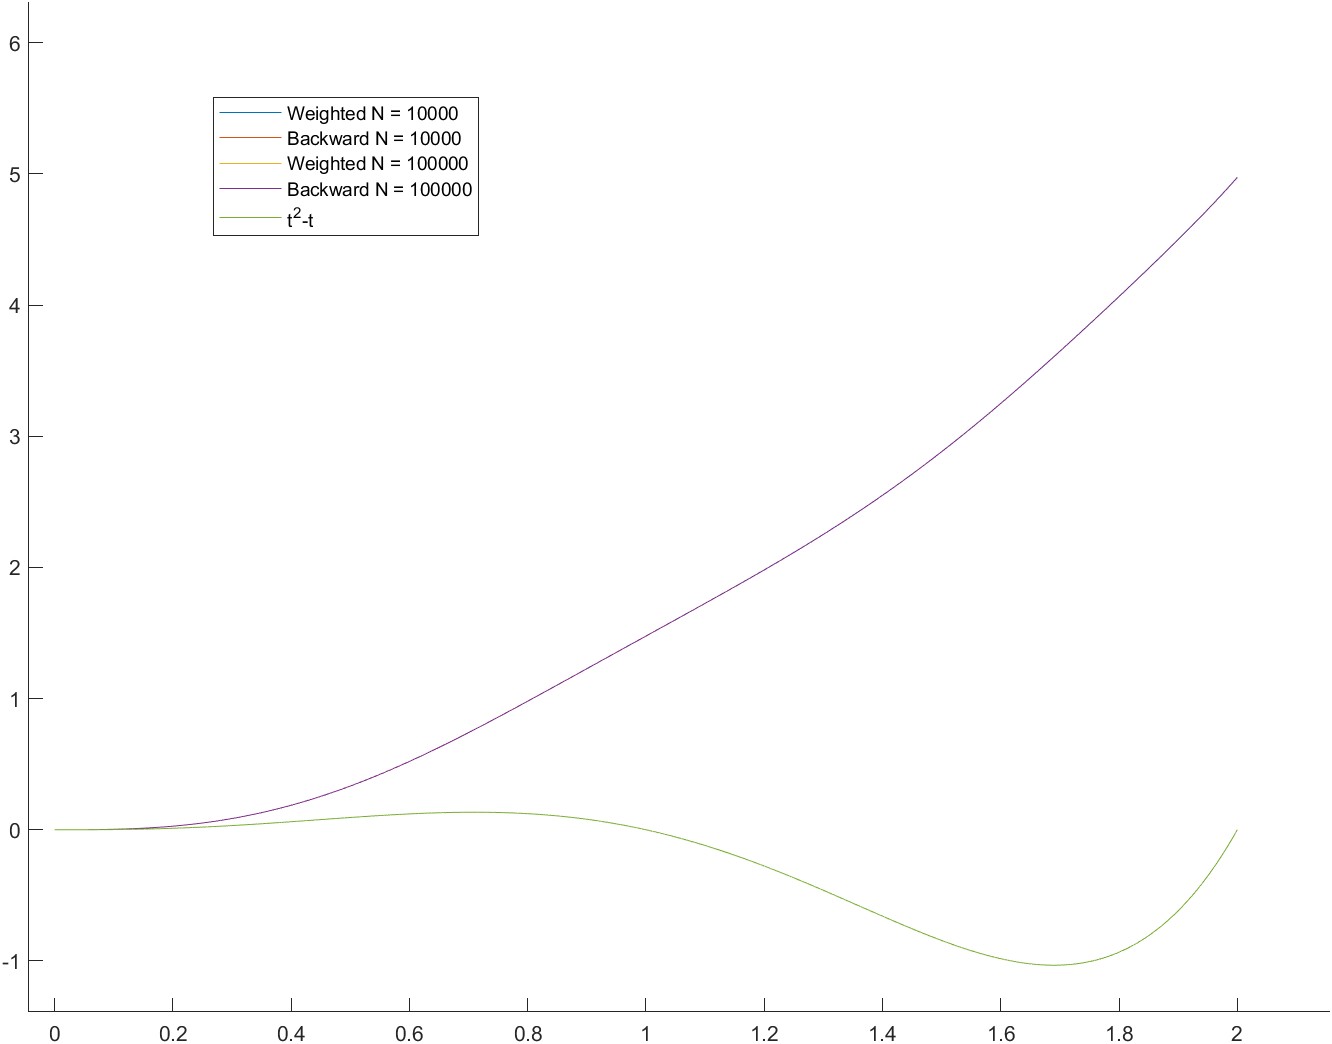 6
5
4
3
2
1
0
-1
Weighted N = 10000
Backward N = 10000
Weighted N = 100000
Backward N = 100000
t²-t
0 0.2 0.4 0.6 0.8 1 1.2 1.4 1.6 1.8 2